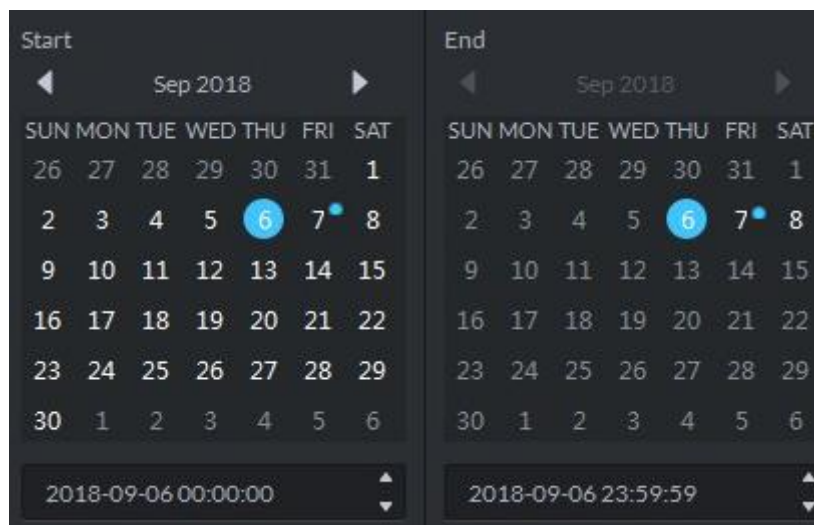 Start
Sep 2018
SUN MON TUE WED THU FRI SAT
26 27 28 29 30 31 1
2 3 4 5 6 7 8
9 10 11 12 13 14 15
16 17 18 19 20 21 22
23 24 25 26 27 28 29
30 1 2 3 4 5 6
2018-09-06 00:00:00
End
Sep 2018
SUN MON TUE WED THU FRI SAT
26 27 28 29 30 31 1
2 3 4 5 6 7 8
9 10 11 12 13 14 15
16 17 18 19 20 21 22
23 24 25 26 27 28 29
30 1 2 3 4 5 6
2018-09-06 23:59:59